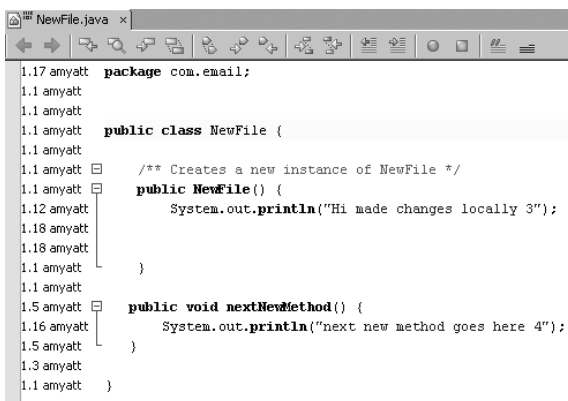 NewFile.java x
1.17 amyatt package com.email;
1.1 amyatt
1.1 amyatt
1.1 amyatt public class NewFile {
1.1 amyatt
1.1 amyatt /** Creates a new instance of NewFile */
1.1 amyatt public NewFile() {
1.12 amyatt System.out.println("Hi made changes locally 3");
1.18 amyatt
1.18 amyatt
1.1 amyatt }
1.1 amyatt
1.5 amyatt public void nextNewMethod() {
1.16 amyatt System.out.println("next new method goes here 4");
1.5 amyatt }
1.3 amyatt
1.1 amyatt }